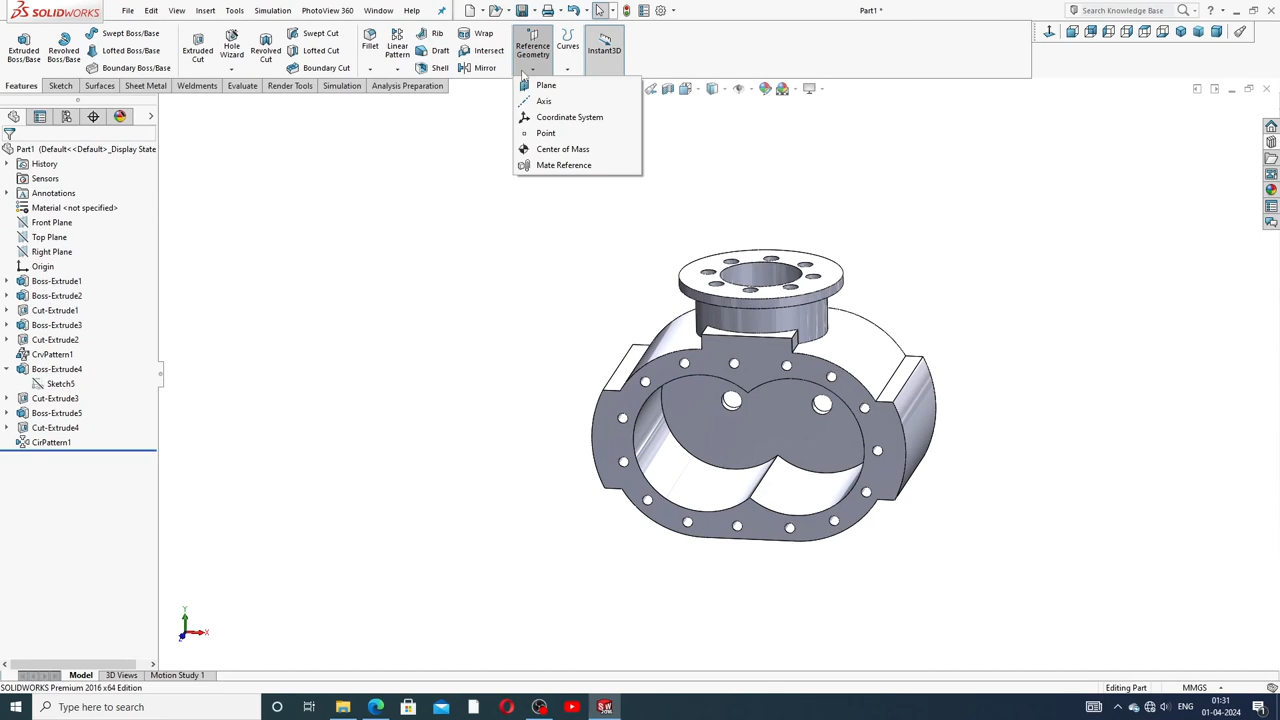 SOLIDWORKS
File Edit View Insert Tools Simulation PhotoView 360 Window Help
Part1 *
Search Knowledge Base
Extruded Boss/Base
Revolved Boss/Base
Swept Boss/Base
Lofted Boss/Base
Boundary Boss/Base
Extruded Cut
Hole Wizard
Revolved Cut
Swept Cut
Lofted Cut
Boundary Cut
Fillet
Linear Pattern
Rib
Draft
Shell
Wrap
Intersect
Mirror
Reference Geometry
Curves
Instant3D
Features Sketch Surfaces Sheet Metal Weldments Evaluate Render Tools Simulation Analysis Preparation
Plane
Axis
Coordinate System
Point
Center of Mass
Mate Reference
Part1 (Default<<Default>_Display State
History
Sensors
Annotations
Material <not specified>
Front Plane
Top Plane
Right Plane
Origin
Boss-Extrude1
Boss-Extrude2
Cut-Extrude1
Boss-Extrude3
Cut-Extrude2
CrvPattern1
Boss-Extrude4
Sketch5
Cut-Extrude3
Boss-Extrude5
Cut-Extrude4
CirPattern1
Y
X
Z
Model 3D Views Motion Study 1
SOLIDWORKS Premium 2016 x64 Edition
Editing Part
MMGS
Type here to search
ENG
01:31
01-04-2024